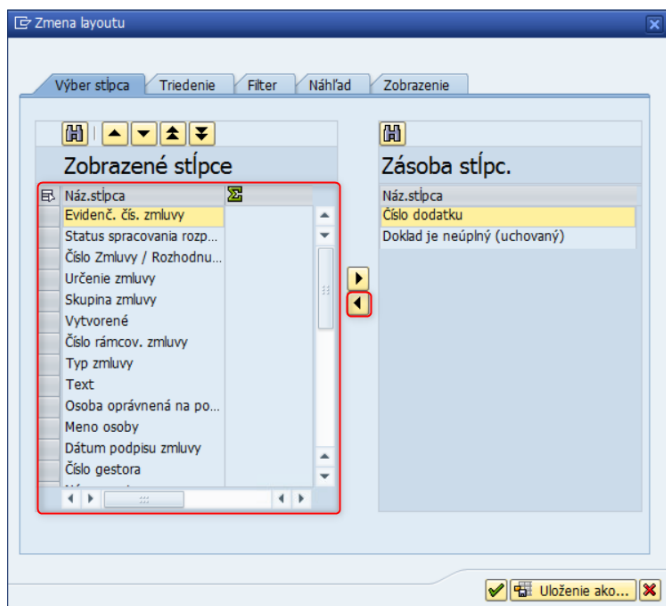 Zmena layoutu
Výber stĺpca
Triedenie
Filter
Náhľad
Zobrazenie
Zobrazené stĺpce
Náz.stĺpca
Evidenč. čís. zmluvy
Status spracovania rozp...
Číslo Zmluvy / Rozhodnu...
Určenie zmluvy
Skupina zmluvy
Vytvorené
Číslo rámcov. zmluvy
Typ zmluvy
Text
Osoba oprávnená na po...
Meno osoby
Dátum podpisu zmluvy
Číslo gestora
Zásoba stĺpc.
Náz.stĺpca
Číslo dodatku
Doklad je neúplný (uchovaný)
Uloženie ako...